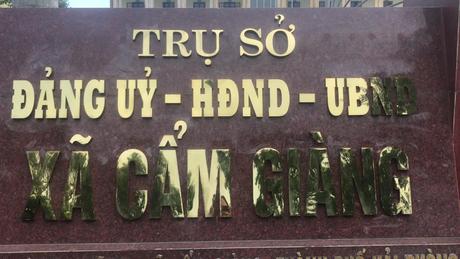 TRỤ SỞ
ĐẢNG UỶ - HĐND - UBND
XÃ CẨM GIÀNG